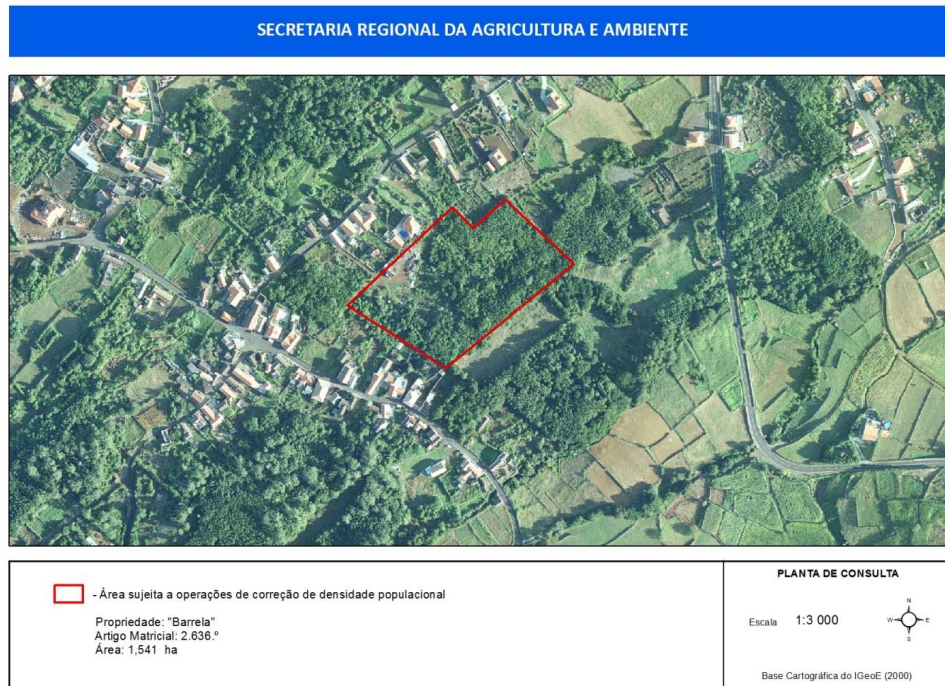 SECRETARIA REGIONAL DA AGRICULTURA E AMBIENTE
- Área sujeita a operações de correção de densidade populacional
Propriedade: "Barrela"
Artigo Matricial: 2.636.º
Área: 1,541 ha
PLANTA DE CONSULTA
Escala 1:3 000
N
W E
S
Base Cartográfica do IGeoE (2000)